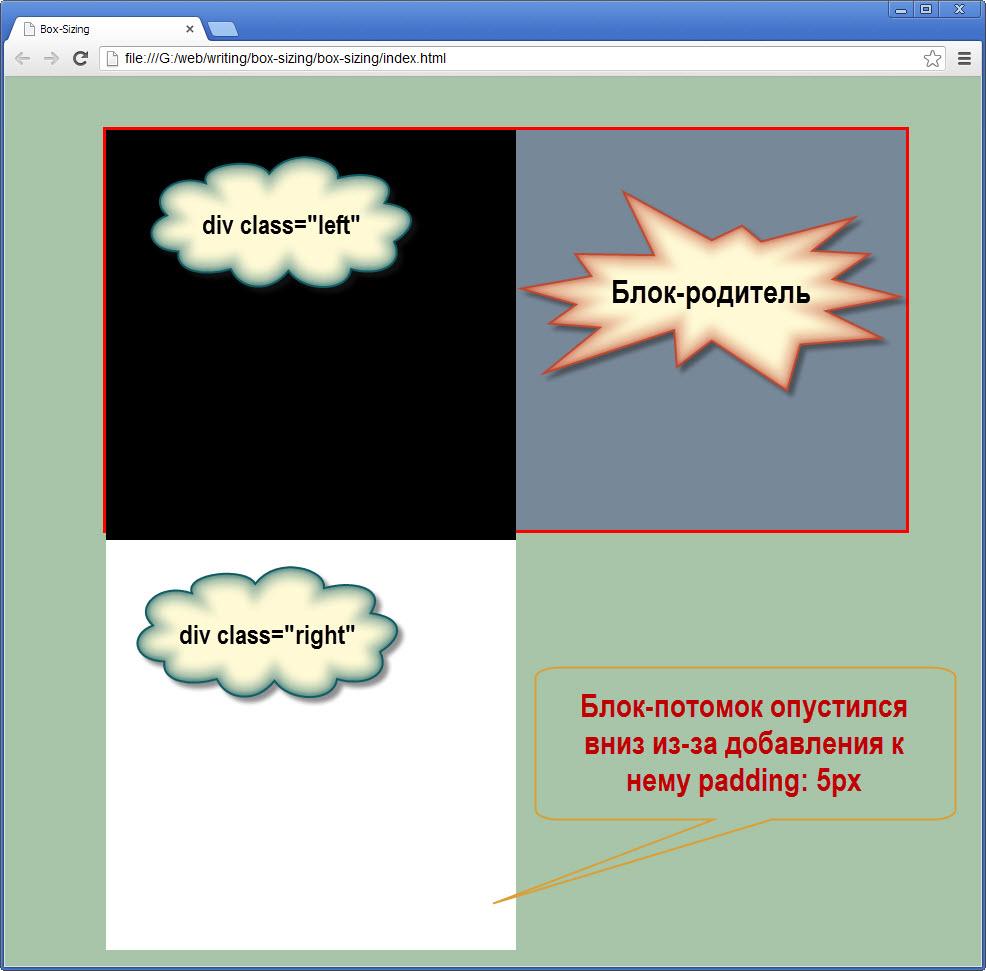 Box-Sizing
file:///G:/web/writing/box-sizing/box-sizing/index.html
div class="left"
Блок-родитель
div class="right"
Блок-потомок опустился
вниз из-за добавления к
нему padding: 5px